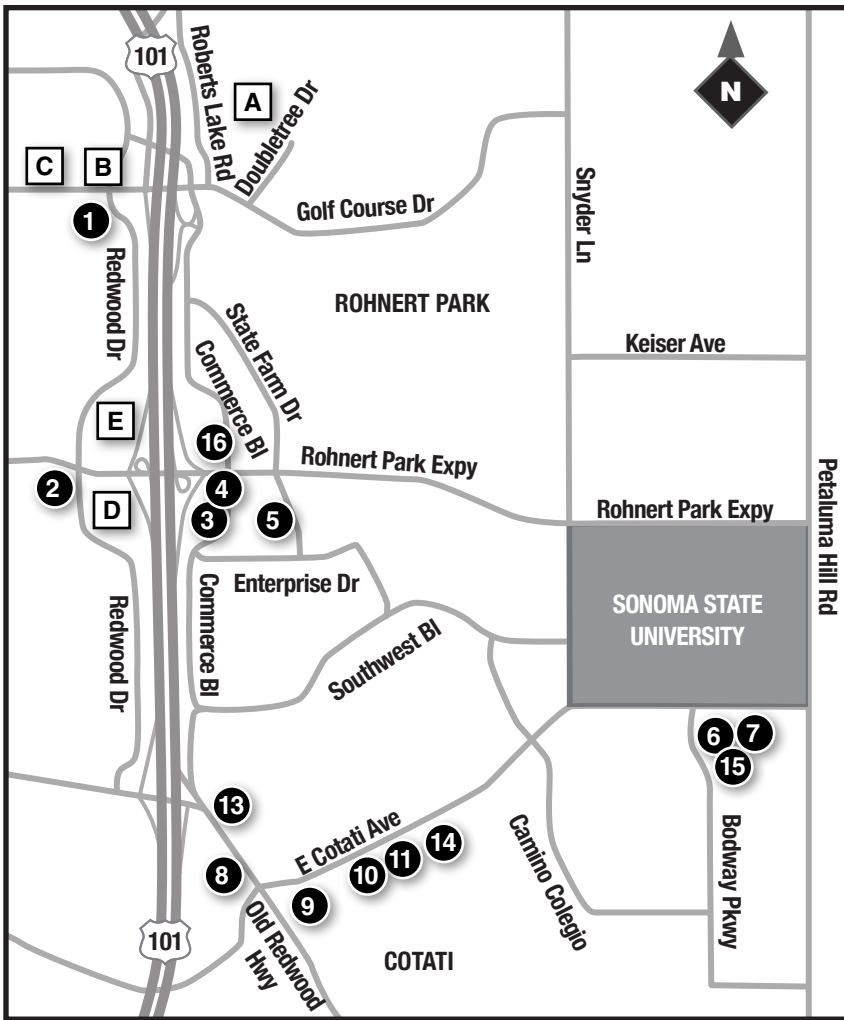 101
Roberts Lake Rd
A
Doubletree Dr
N
C
B
1
Golf Course Dr
Snyder Ln
Redwood Dr
ROHNERT PARK
State Farm Dr
Commerce Bl
Keiser Ave
E
16
Rohnert Park Expy
2
4
D
3
5
Rohnert Park Expy
Petaluma Hill Rd
Enterprise Dr
SONOMA STATE
UNIVERSITY
Redwood Dr
Commerce Bl
Southwest Bl
6
7
15
13
E Cotati Ave
14
11
10
8
9
Camino Colegio
Bodway Pkwy
101
Old Redwood
Hwy
COTATI